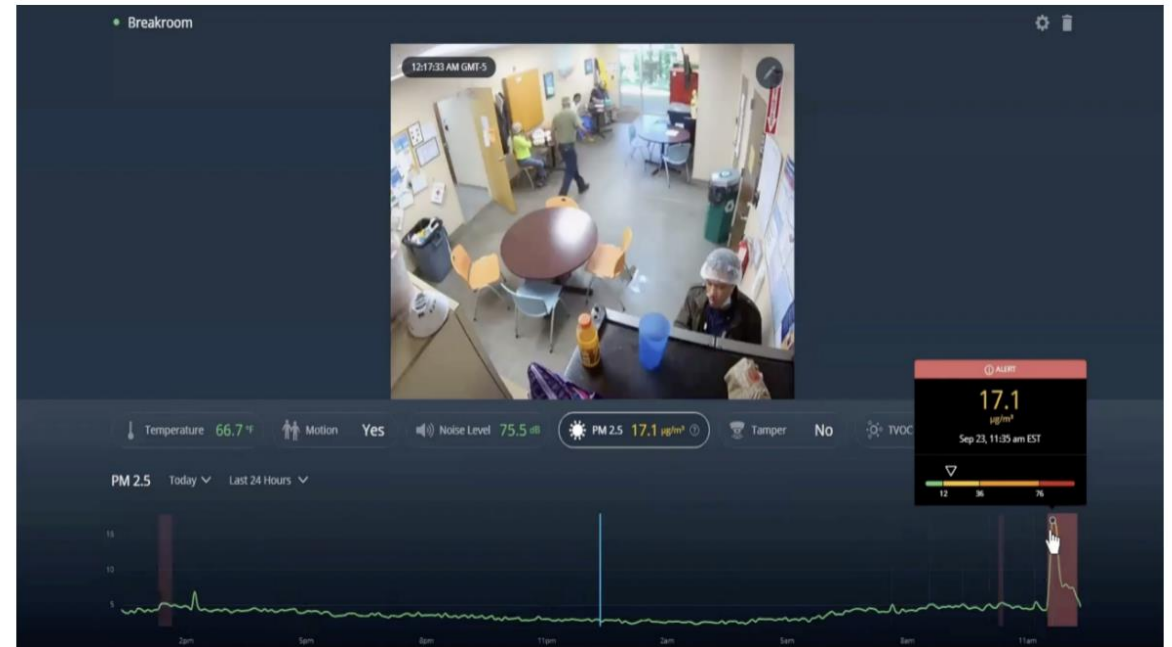 Breakroom
12:17:33 AM GMT-5
ALERT
17.1
µg/m³
Sep 23, 11:35 am EST
12 36 76
Temperature 66.7 °F Motion Yes Noise Level 75.5 dB PM 2.5 17.1 µg/m³ Tamper No TVOC
PM 2.5 Today Last 24 Hours
15
10
5
2pm 5pm 8pm 11pm 2am 5am 8am 11am